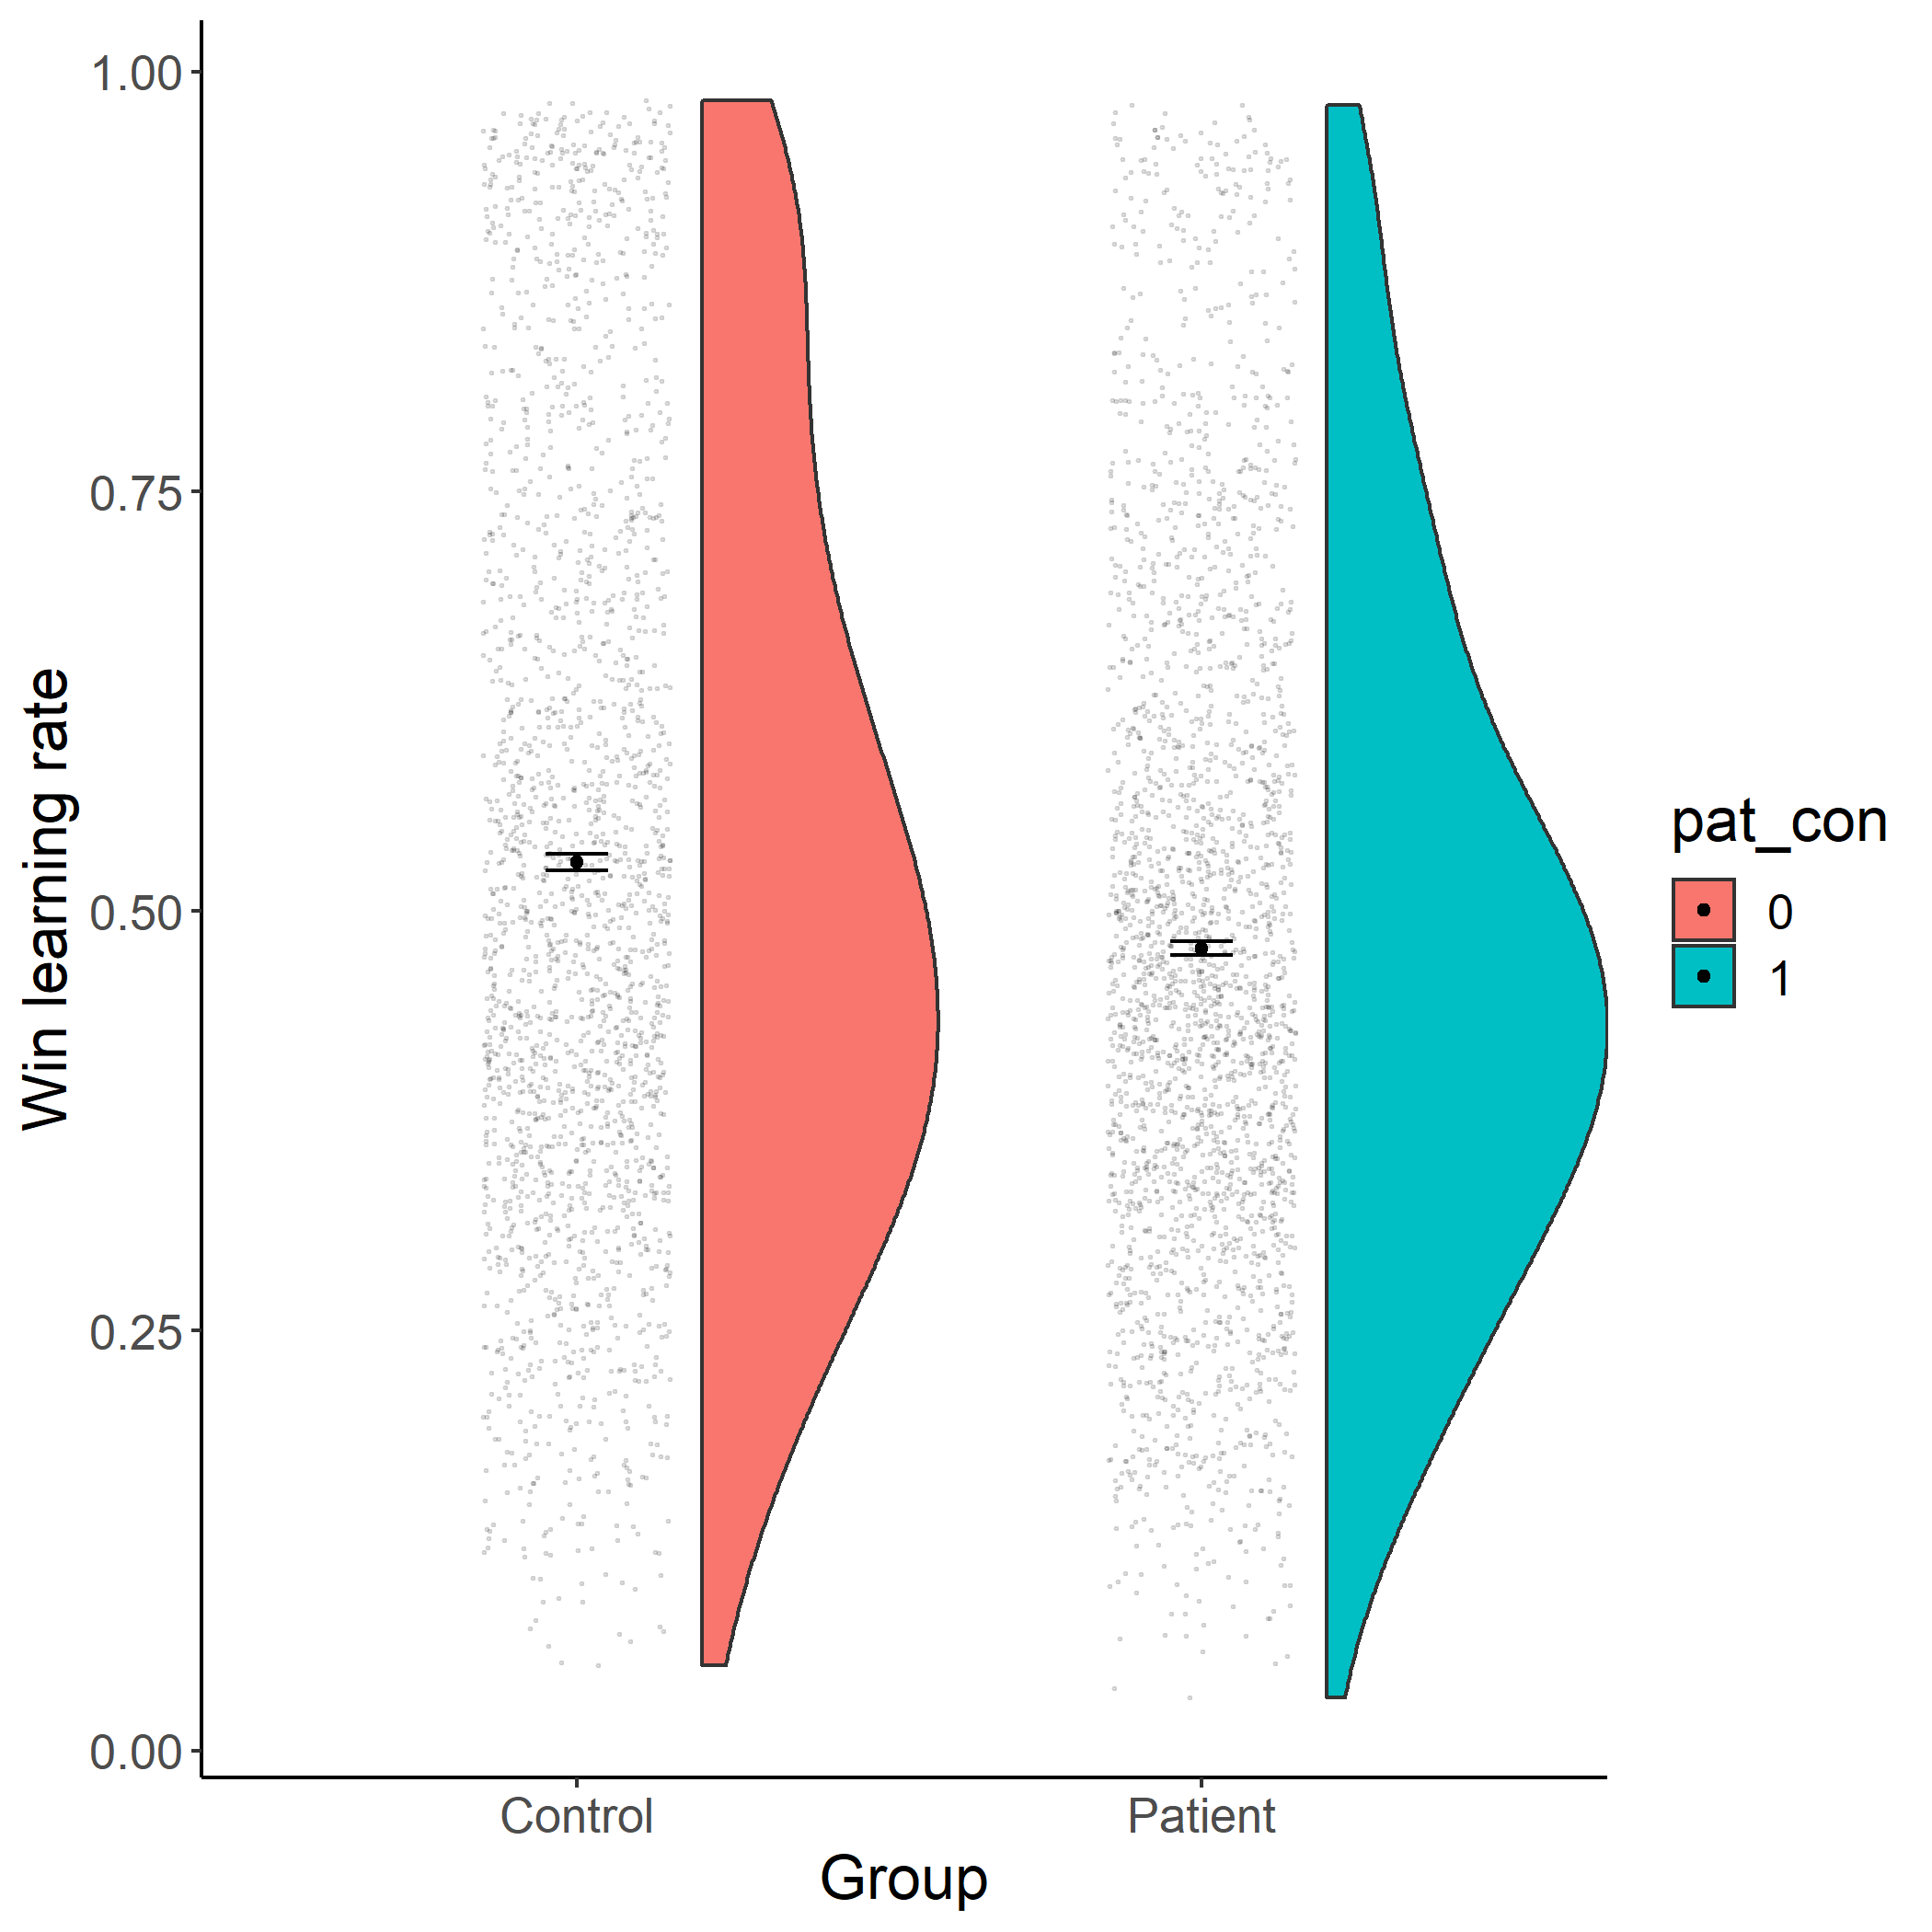 1.00
0.75
0.50
0.25
0.00
Win learning rate
Control
Patient
Group
pat_con
0
1